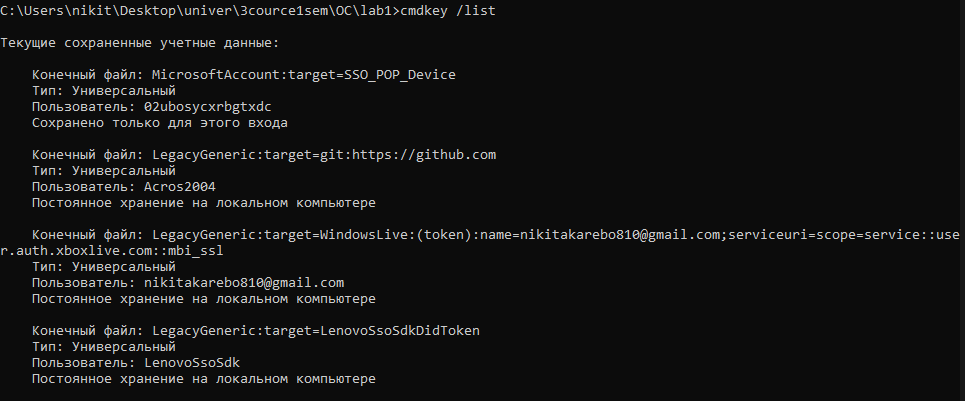 C:\Users\nikit\Desktop\univer\3cource1sem\OC\lab1>cmdkey /list
Текущие сохраненные учетные данные:
Конечный файл: MicrosoftAccount:target=SSO_POP_Device
Тип: Универсальный
Пользователь: 02ubosycxrbgtxdc
Сохранено только для этого входа
Конечный файл: LegacyGeneric:target=git:https://github.com
Тип: Универсальный
Пользователь: Acros2004
Постоянное хранение на локальном компьютере
Конечный файл: LegacyGeneric:target=WindowsLive:(token):name=nikitakarebo810@gmail.com;serviceuri=scope=service::use
r.auth.xboxlive.com::mbi_ssl
Тип: Универсальный
Пользователь: nikitakarebo810@gmail.com
Постоянное хранение на локальном компьютере
Конечный файл: LegacyGeneric:target=LenovoSsoSdkDidToken
Тип: Универсальный
Пользователь: LenovoSsoSdk
Постоянное хранение на локальном компьютере